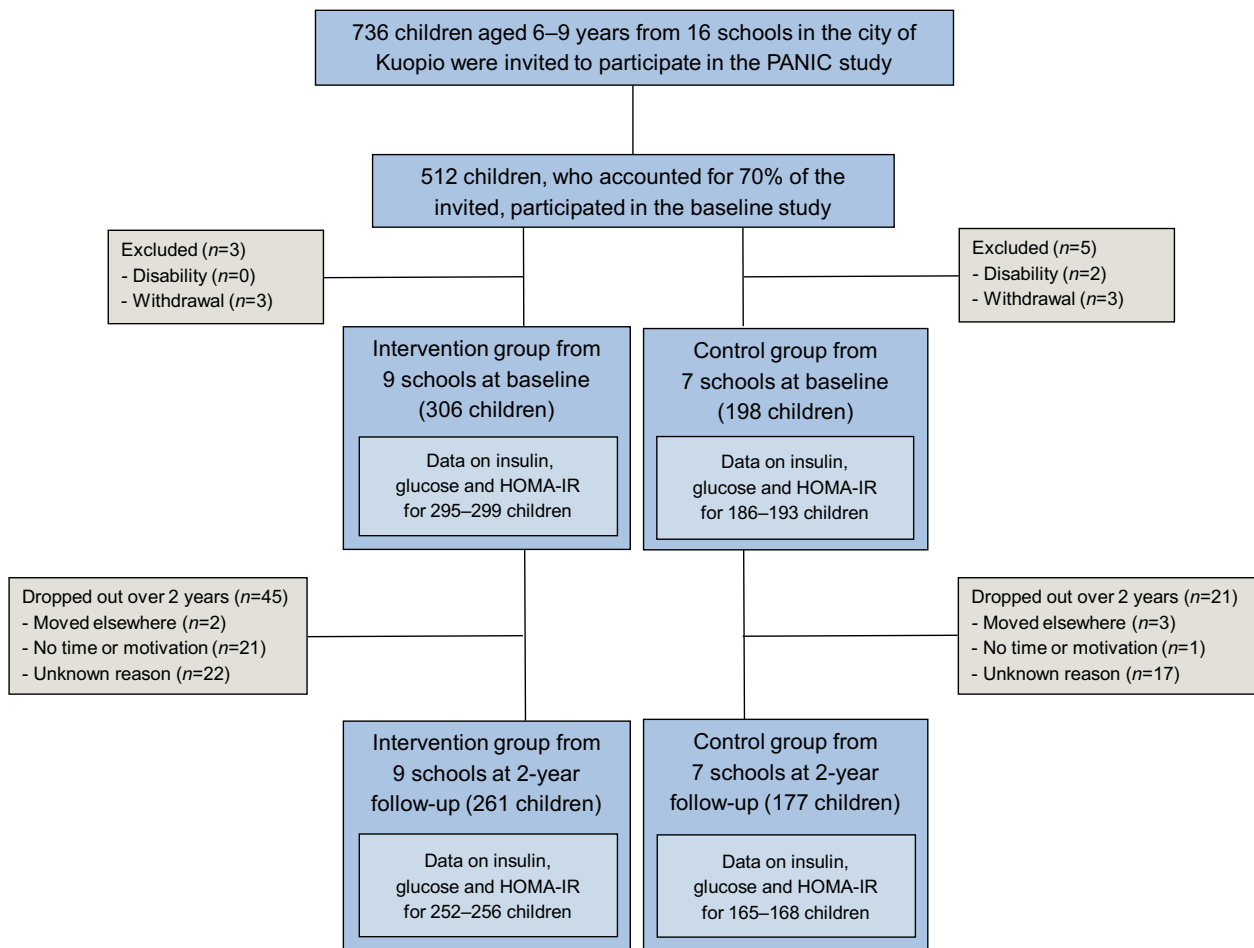 736 children aged 6–9 years from 16 schools in the city of
Kuopio were invited to participate in the PANIC study
512 children, who accounted for 70% of the
invited, participated in the baseline study
Excluded (n=3)
- Disability (n=0)
- Withdrawal (n=3)
Excluded (n=5)
- Disability (n=2)
- Withdrawal (n=3)
Intervention group from
9 schools at baseline
(306 children)
Data on insulin,
glucose and HOMA-IR
for 295–299 children
Control group from
7 schools at baseline
(198 children)
Data on insulin,
glucose and HOMA-IR
for 186–193 children
Dropped out over 2 years (n=45)
- Moved elsewhere (n=2)
- No time or motivation (n=21)
- Unknown reason (n=22)
Dropped out over 2 years (n=21)
- Moved elsewhere (n=3)
- No time or motivation (n=1)
- Unknown reason (n=17)
Intervention group from
9 schools at 2-year
follow-up (261 children)
Data on insulin,
glucose and HOMA-IR
for 252–256 children
Control group from
7 schools at 2-year
follow-up (177 children)
Data on insulin,
glucose and HOMA-IR
for 165–168 children